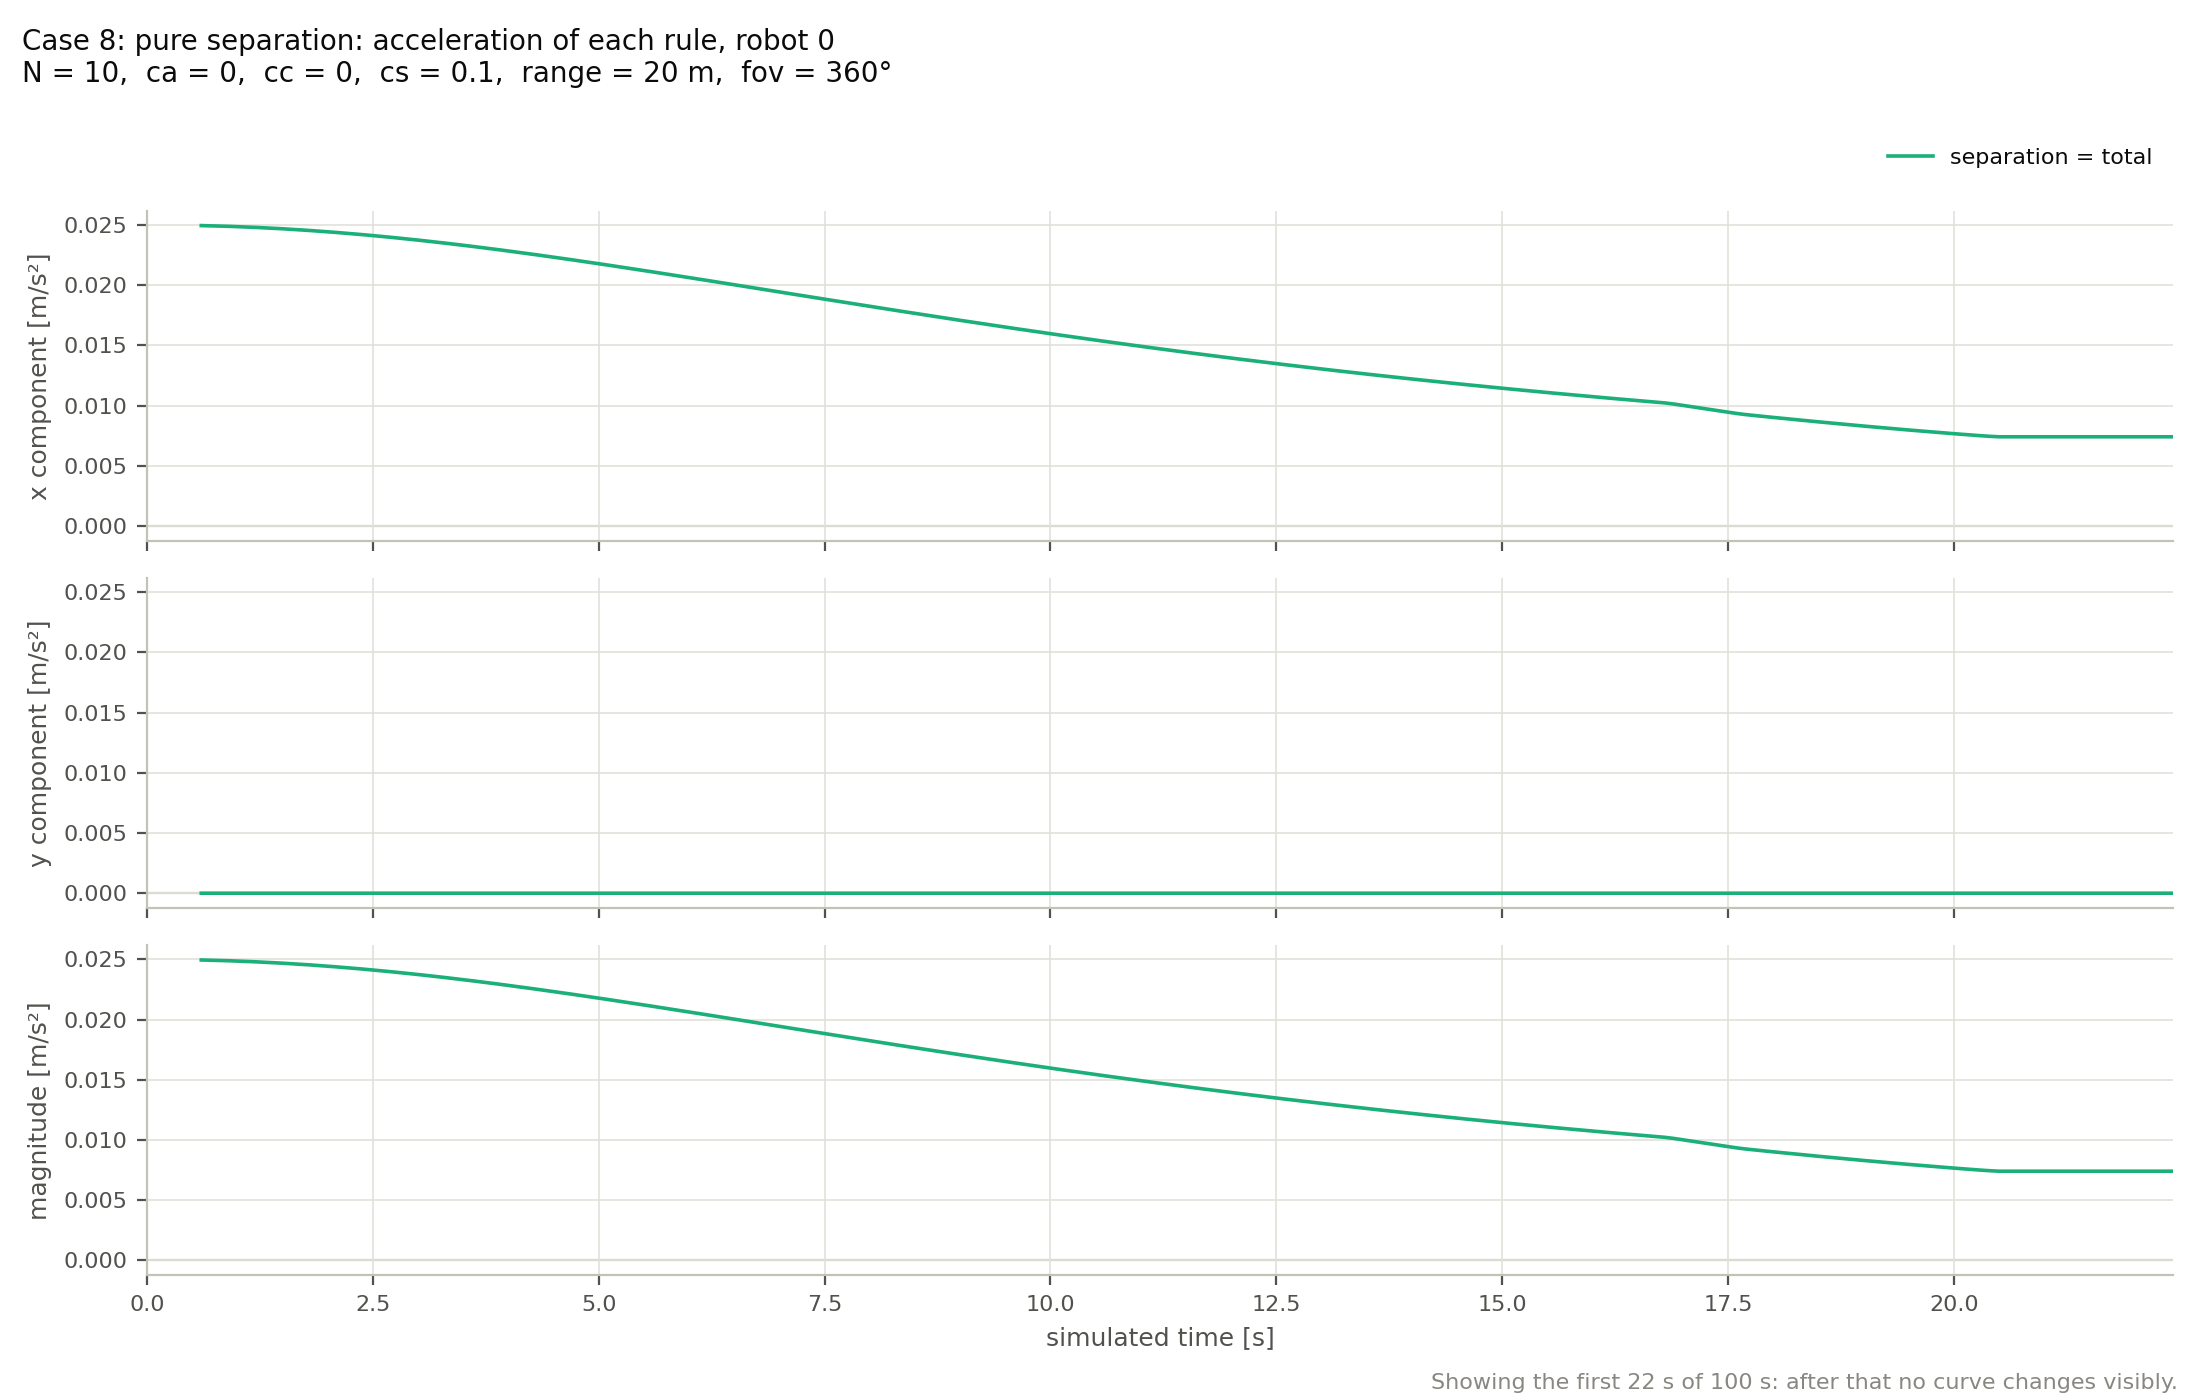 Case 8: pure separation: acceleration of each rule, robot 0
N = 10,  ca = 0,  cc = 0,  cs = 0.1,  range = 20 m,  fov = 360°
separation = total
x component [m/s²]
0.025
0.020
0.015
0.010
0.005
0.000
y component [m/s²]
0.025
0.020
0.015
0.010
0.005
0.000
magnitude [m/s²]
0.025
0.020
0.015
0.010
0.005
0.000
0.0 2.5 5.0 7.5 10.0 12.5 15.0 17.5 20.0
simulated time [s]
Showing the first 22 s of 100 s: after that no curve changes visibly.